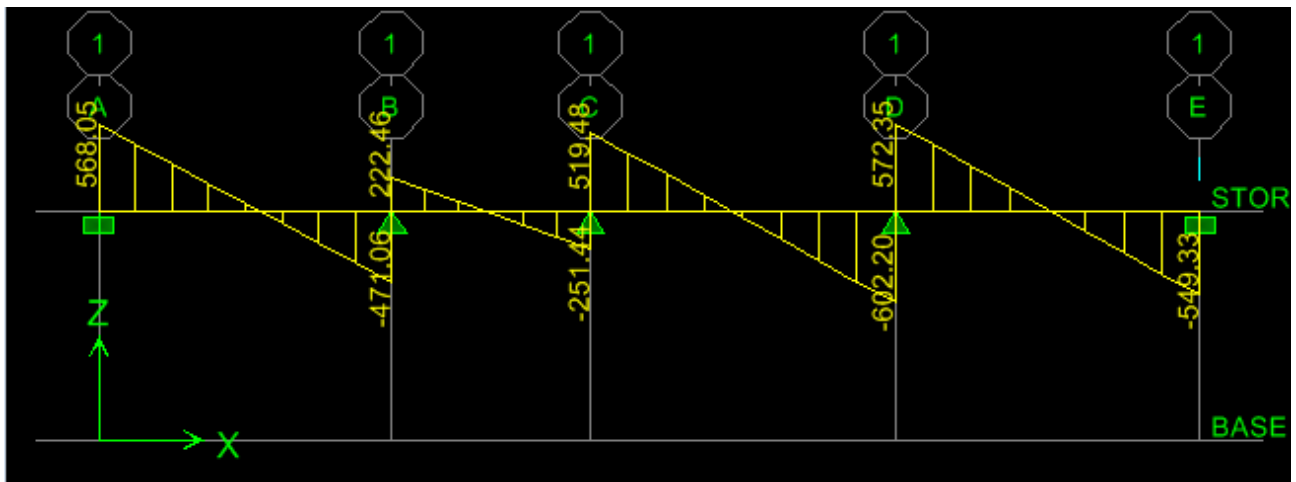 1 1 1 1 1
A B C D E
568.05 222.46 519.48 572.35
STOR
-471.06 -251.44 -602.20 -549.33
Z
X
BASE